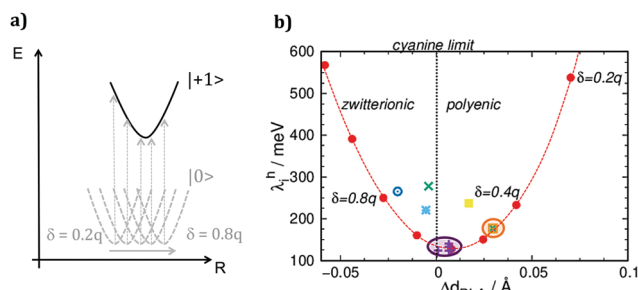 a)
E
|+1>
|0>
δ = 0.2q
δ = 0.8q
R
b)
cyanine limit
600
500
400
300
200
100
zwitterionic
polyenic
δ=0.2q
δ=0.4q
δ=0.8q
λᵢʰ / meV
−0.05
0
0.05
0.1
/ Å